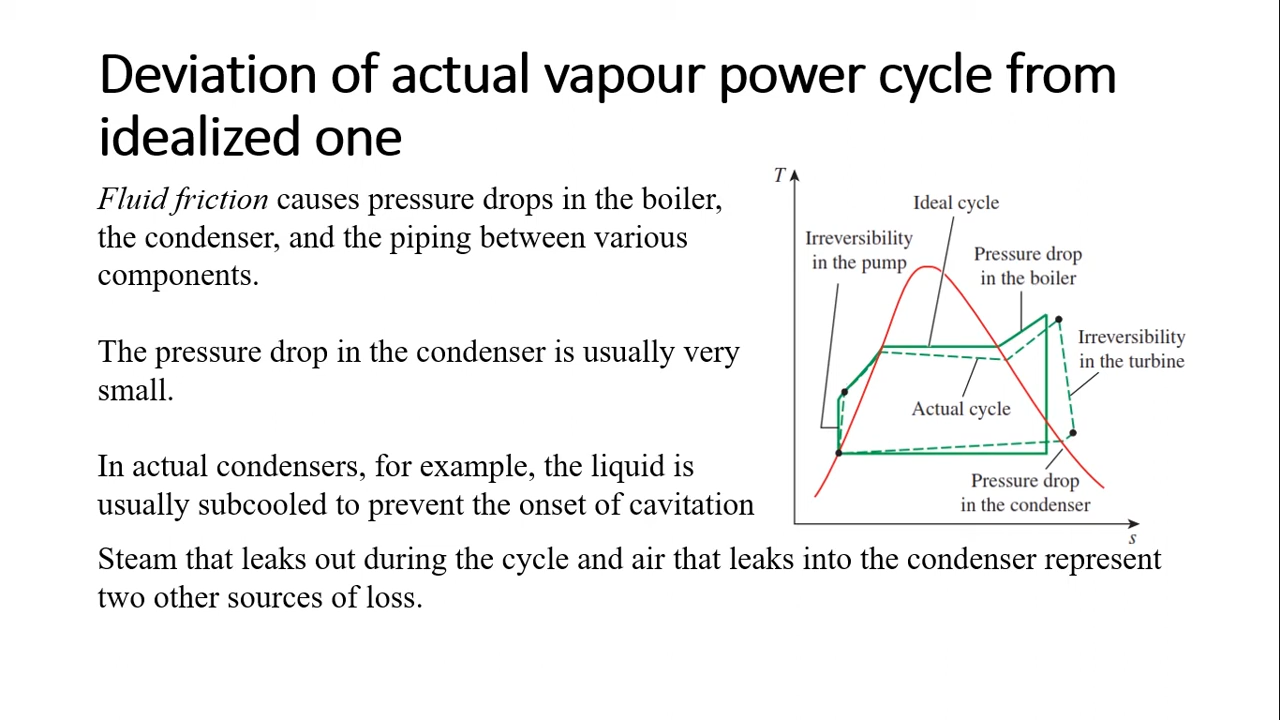 Deviation of actual vapour power cycle from
idealized one
Fluid friction causes pressure drops in the boiler,
the condenser, and the piping between various
components.
The pressure drop in the condenser is usually very
small.
In actual condensers, for example, the liquid is
usually subcooled to prevent the onset of cavitation
Steam that leaks out during the cycle and air that leaks into the condenser represent
two other sources of loss.
T
Ideal cycle
Irreversibility
in the pump
Pressure drop
in the boiler
Irreversibility
in the turbine
Actual cycle
Pressure drop
in the condenser
s